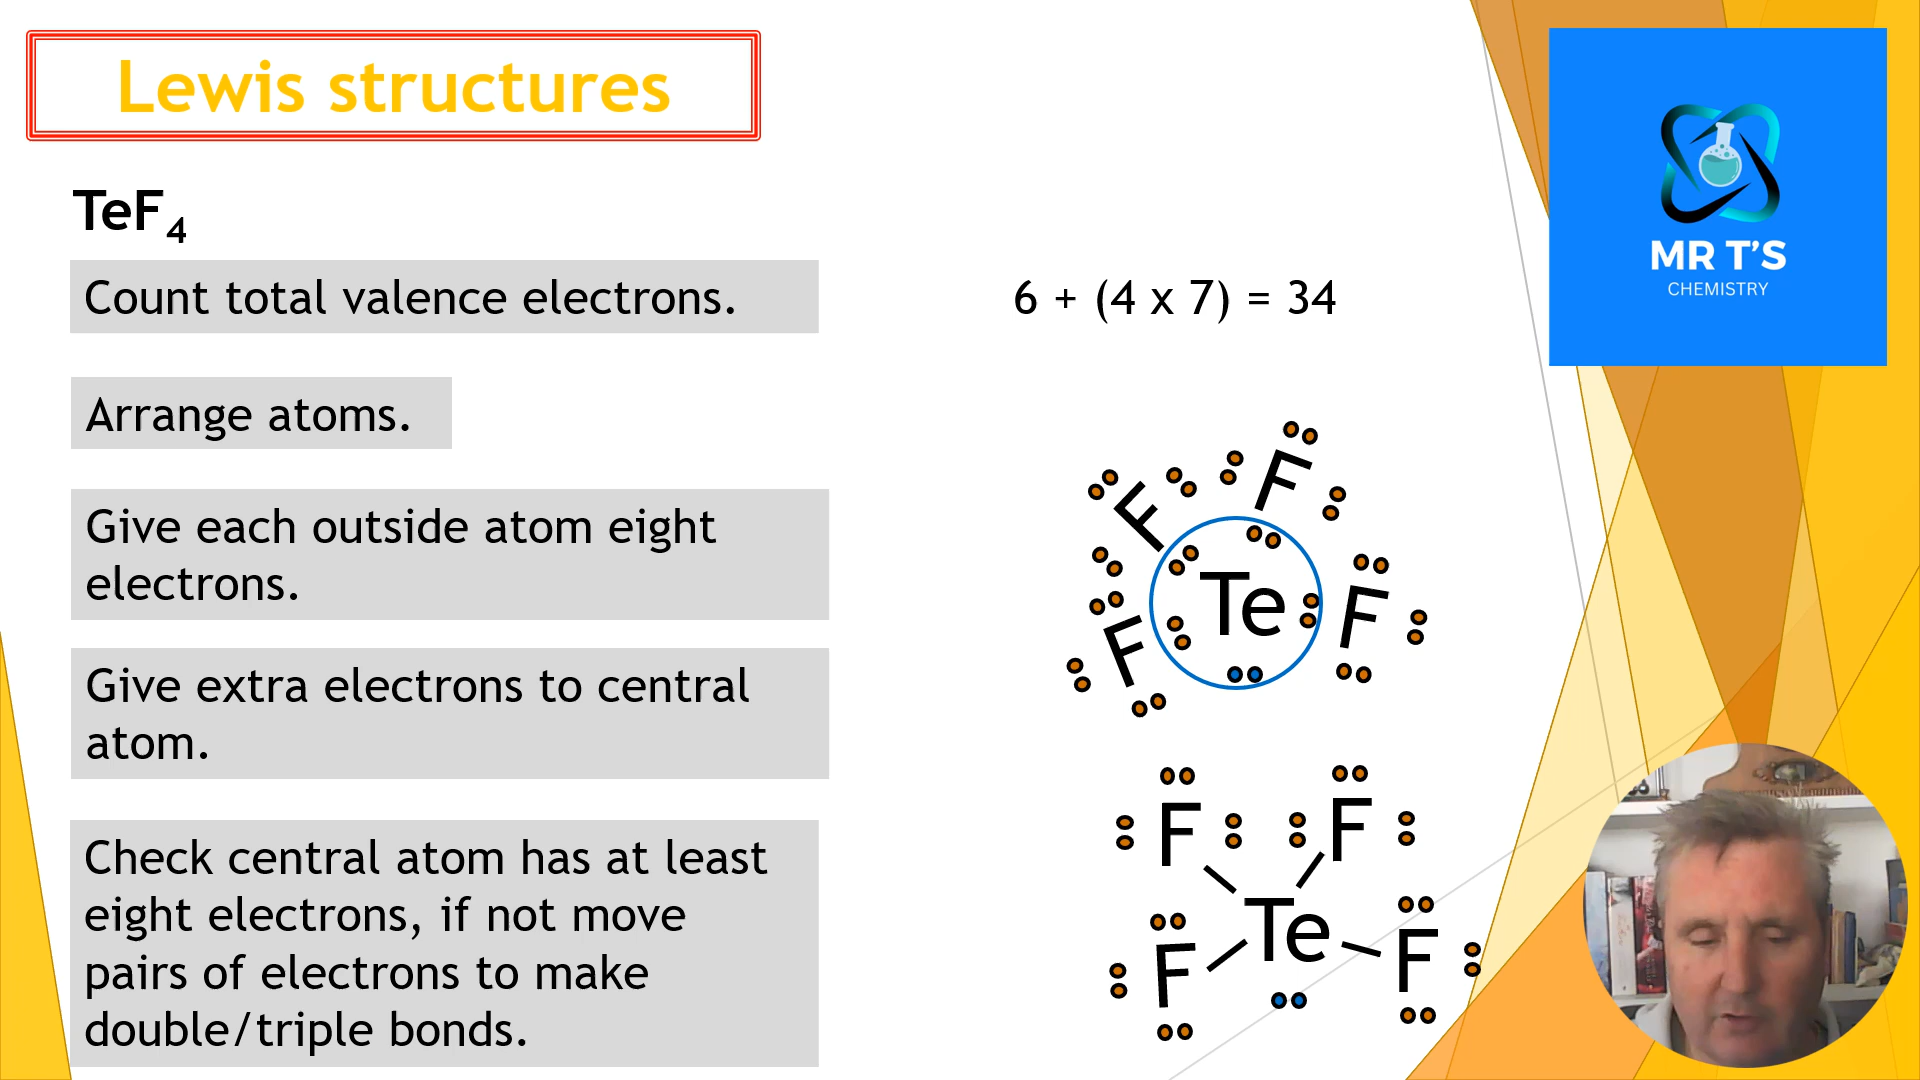 Lewis structures
MR T'S
CHEMISTRY
TeF₄
Count total valence electrons.
6 + (4 x 7) = 34
Arrange atoms.
Give each outside atom eight
electrons.
Give extra electrons to central
atom.
Check central atom has at least
eight electrons, if not move
pairs of electrons to make
double/triple bonds.
F F
Te F
F
F F
Te
F F